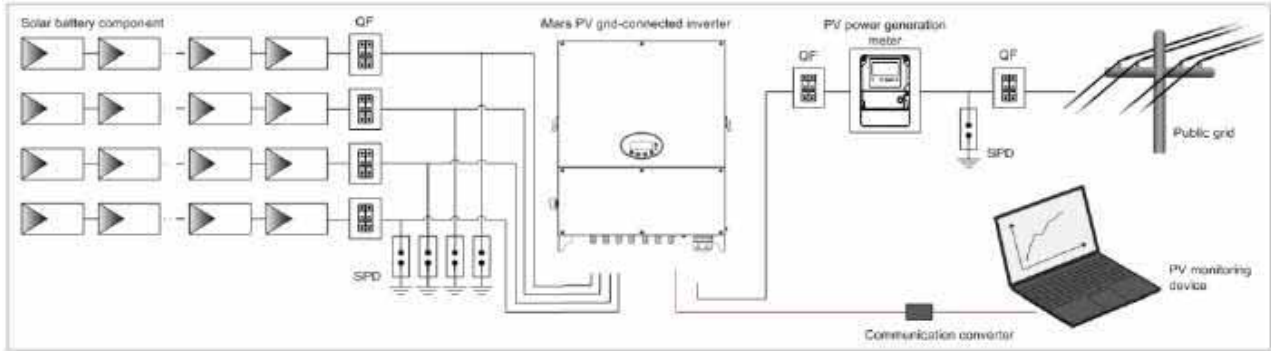 Solar battery component
QF
iMars PV grid-connected inverter
PV power generation
meter
QF
QF
SPD
Public grid
SPD
PV monitoring
device
Communication converter